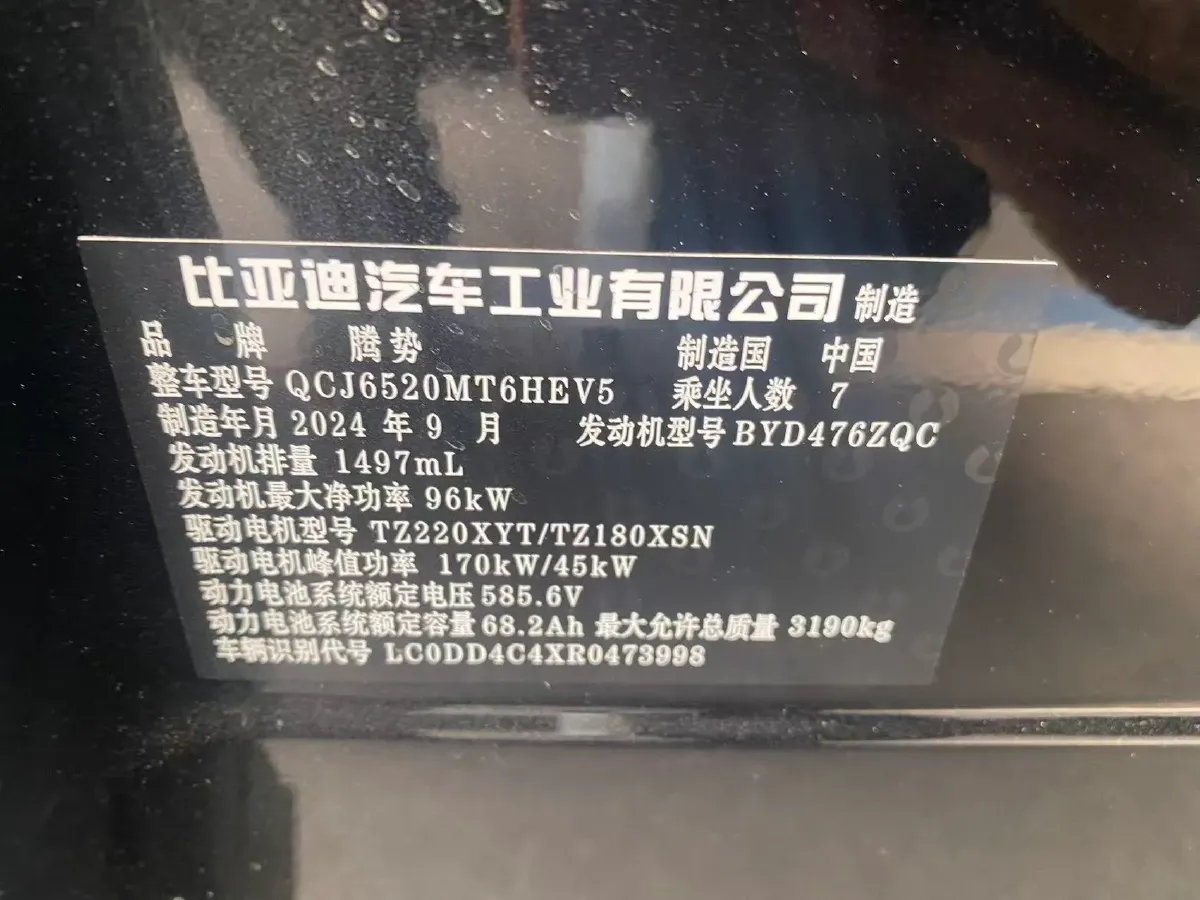 比亚迪汽车工业有限公司 制造
品 牌 腾势 制造国 中国
整车型号 QCJ6520MT6HEV5 乘坐人数 7
制造年月 2024 年 9 月 发动机型号 BYD476ZQC
发动机排量 1497mL
发动机最大净功率 96kW
驱动电机型号 TZ220XYT/TZ180XSN
驱动电机峰值功率 170kW/45kW
动力电池系统额定电压 585.6V
动力电池系统额定容量 68.2Ah 最大允许总质量 3190kg
车辆识别代号 LC0DD4C4XR0473998